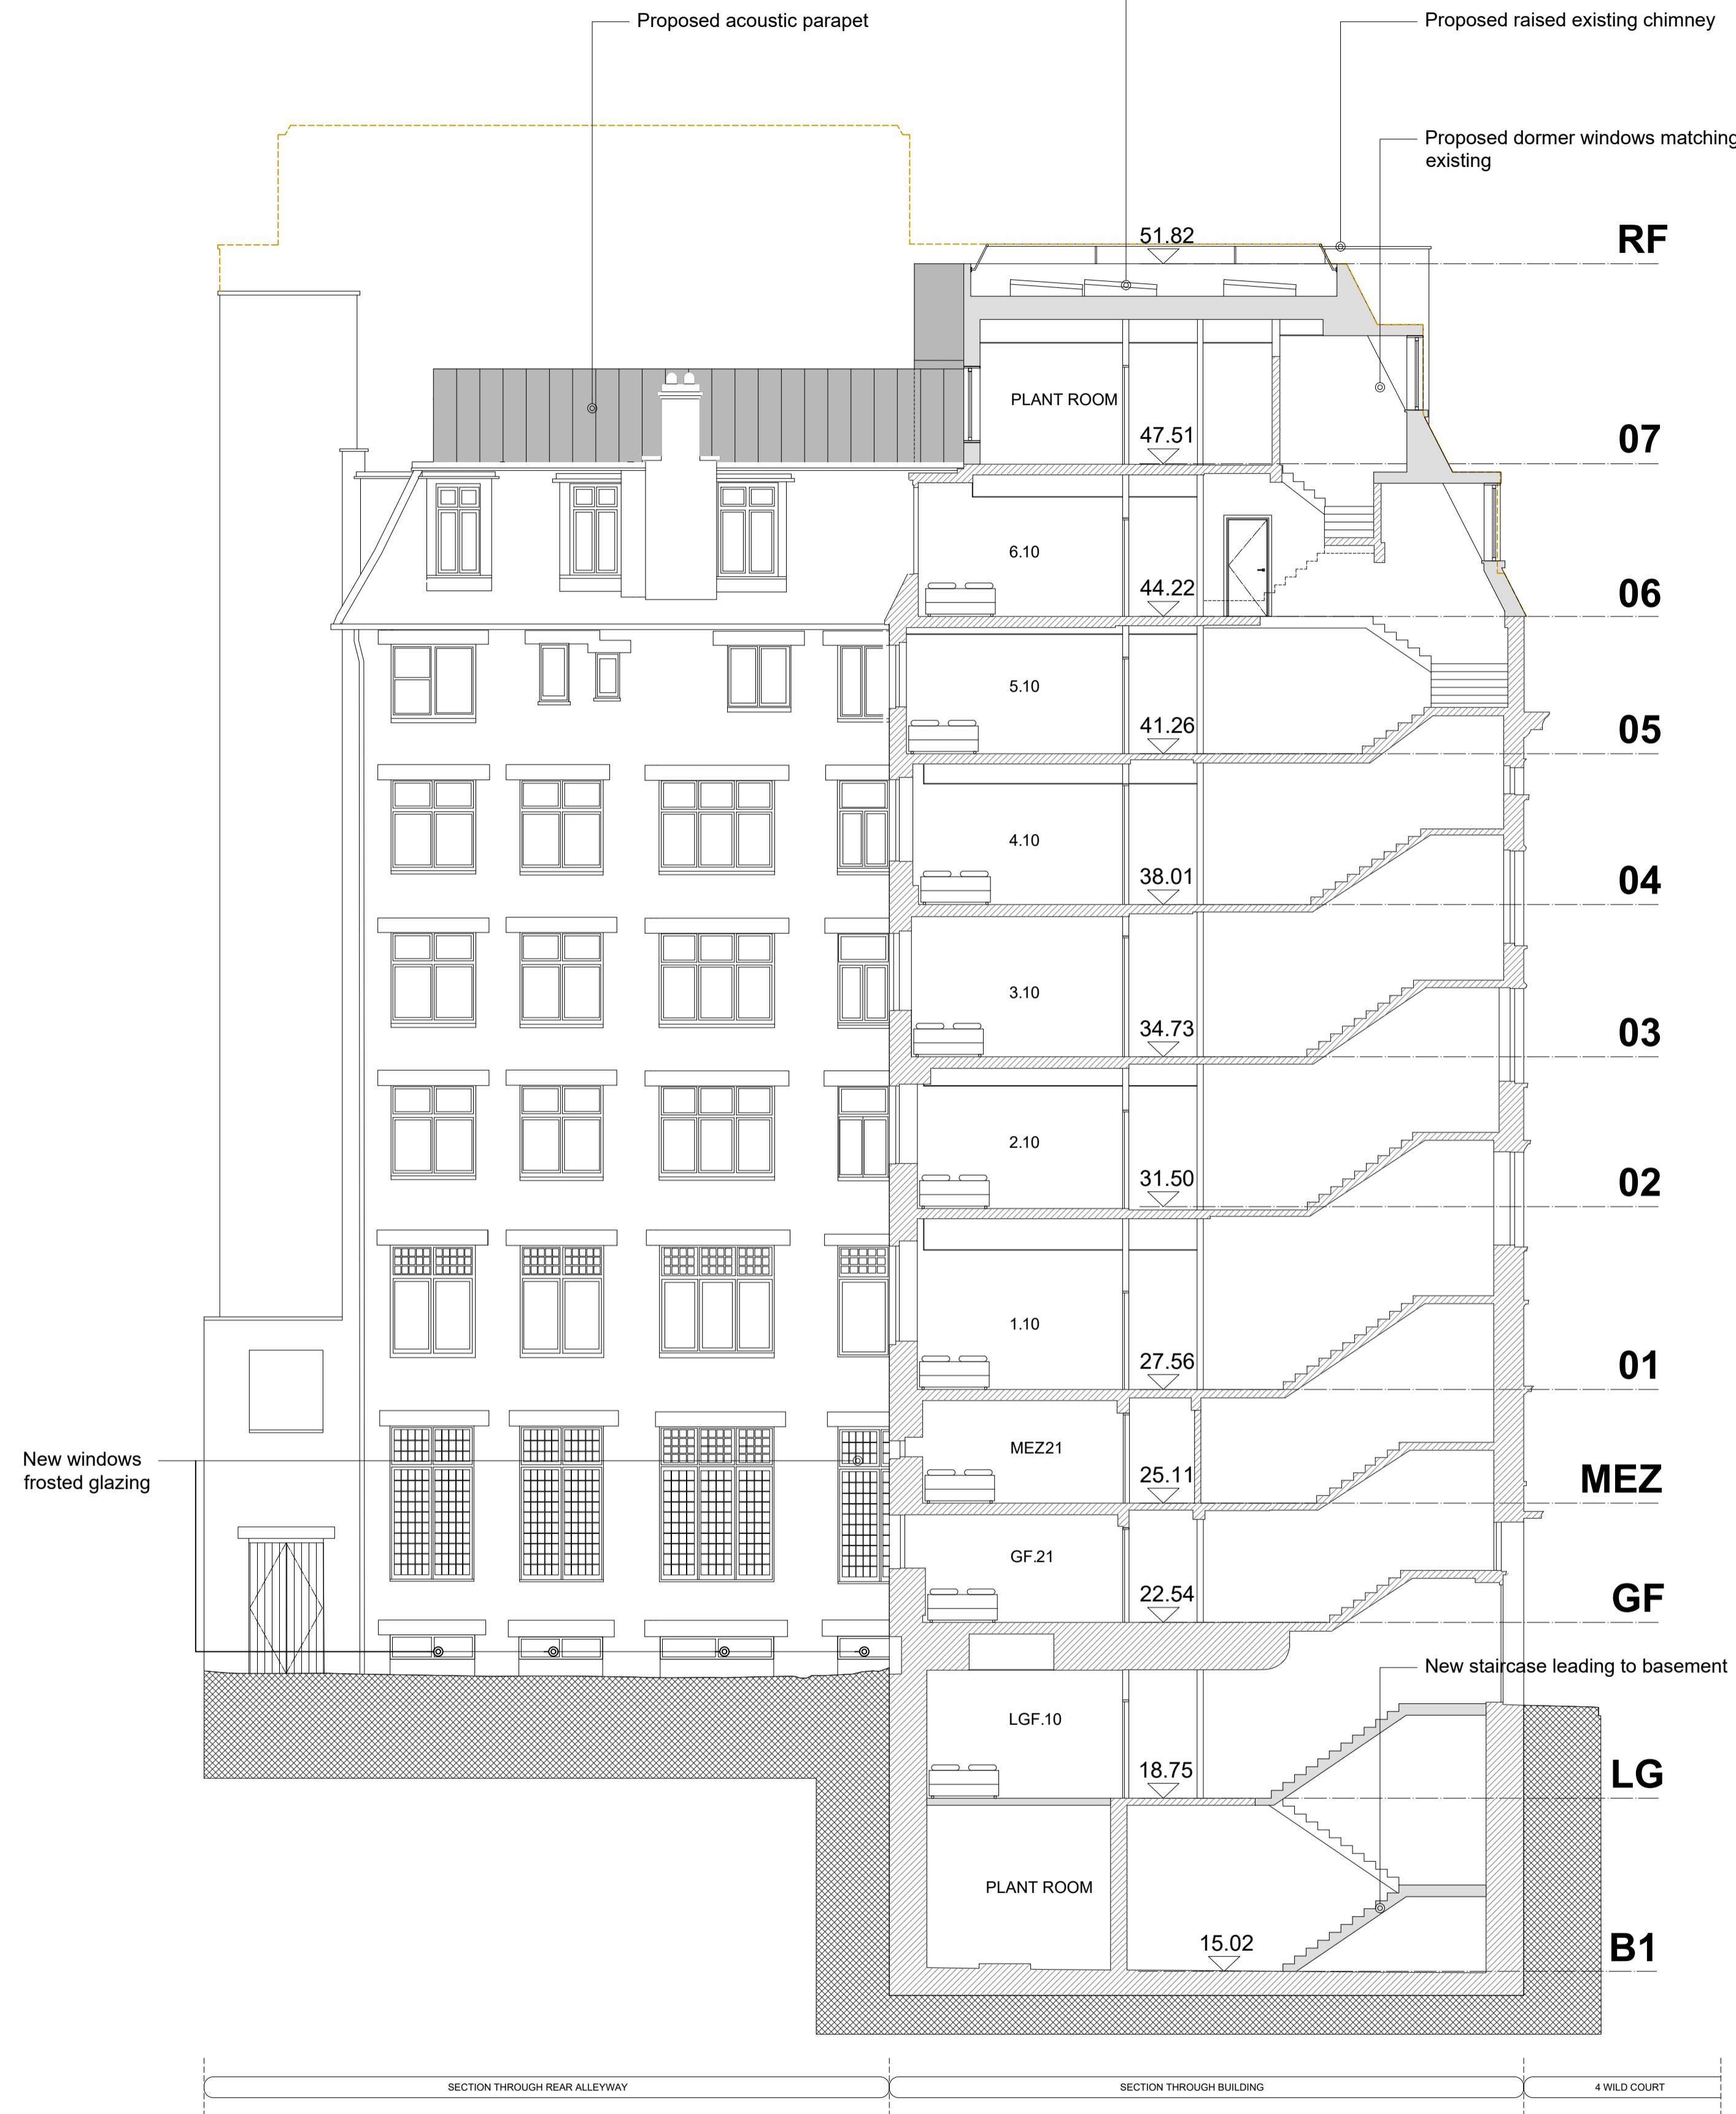 Proposed acoustic parapet
Proposed raised existing chimney
Proposed dormer windows matching
existing
51.82
RF
PLANT ROOM
47.51
07
6.10
44.22
06
5.10
41.26
05
4.10
38.01
04
3.10
34.73
03
2.10
31.50
02
1.10
27.56
01
New windows
frosted glazing
MEZ21
25.11
MEZ
GF.21
22.54
GF
New staircase leading to basement
LGF.10
18.75
LG
PLANT ROOM
15.02
B1
SECTION THROUGH REAR ALLEYWAY
SECTION THROUGH BUILDING
4 WILD COURT